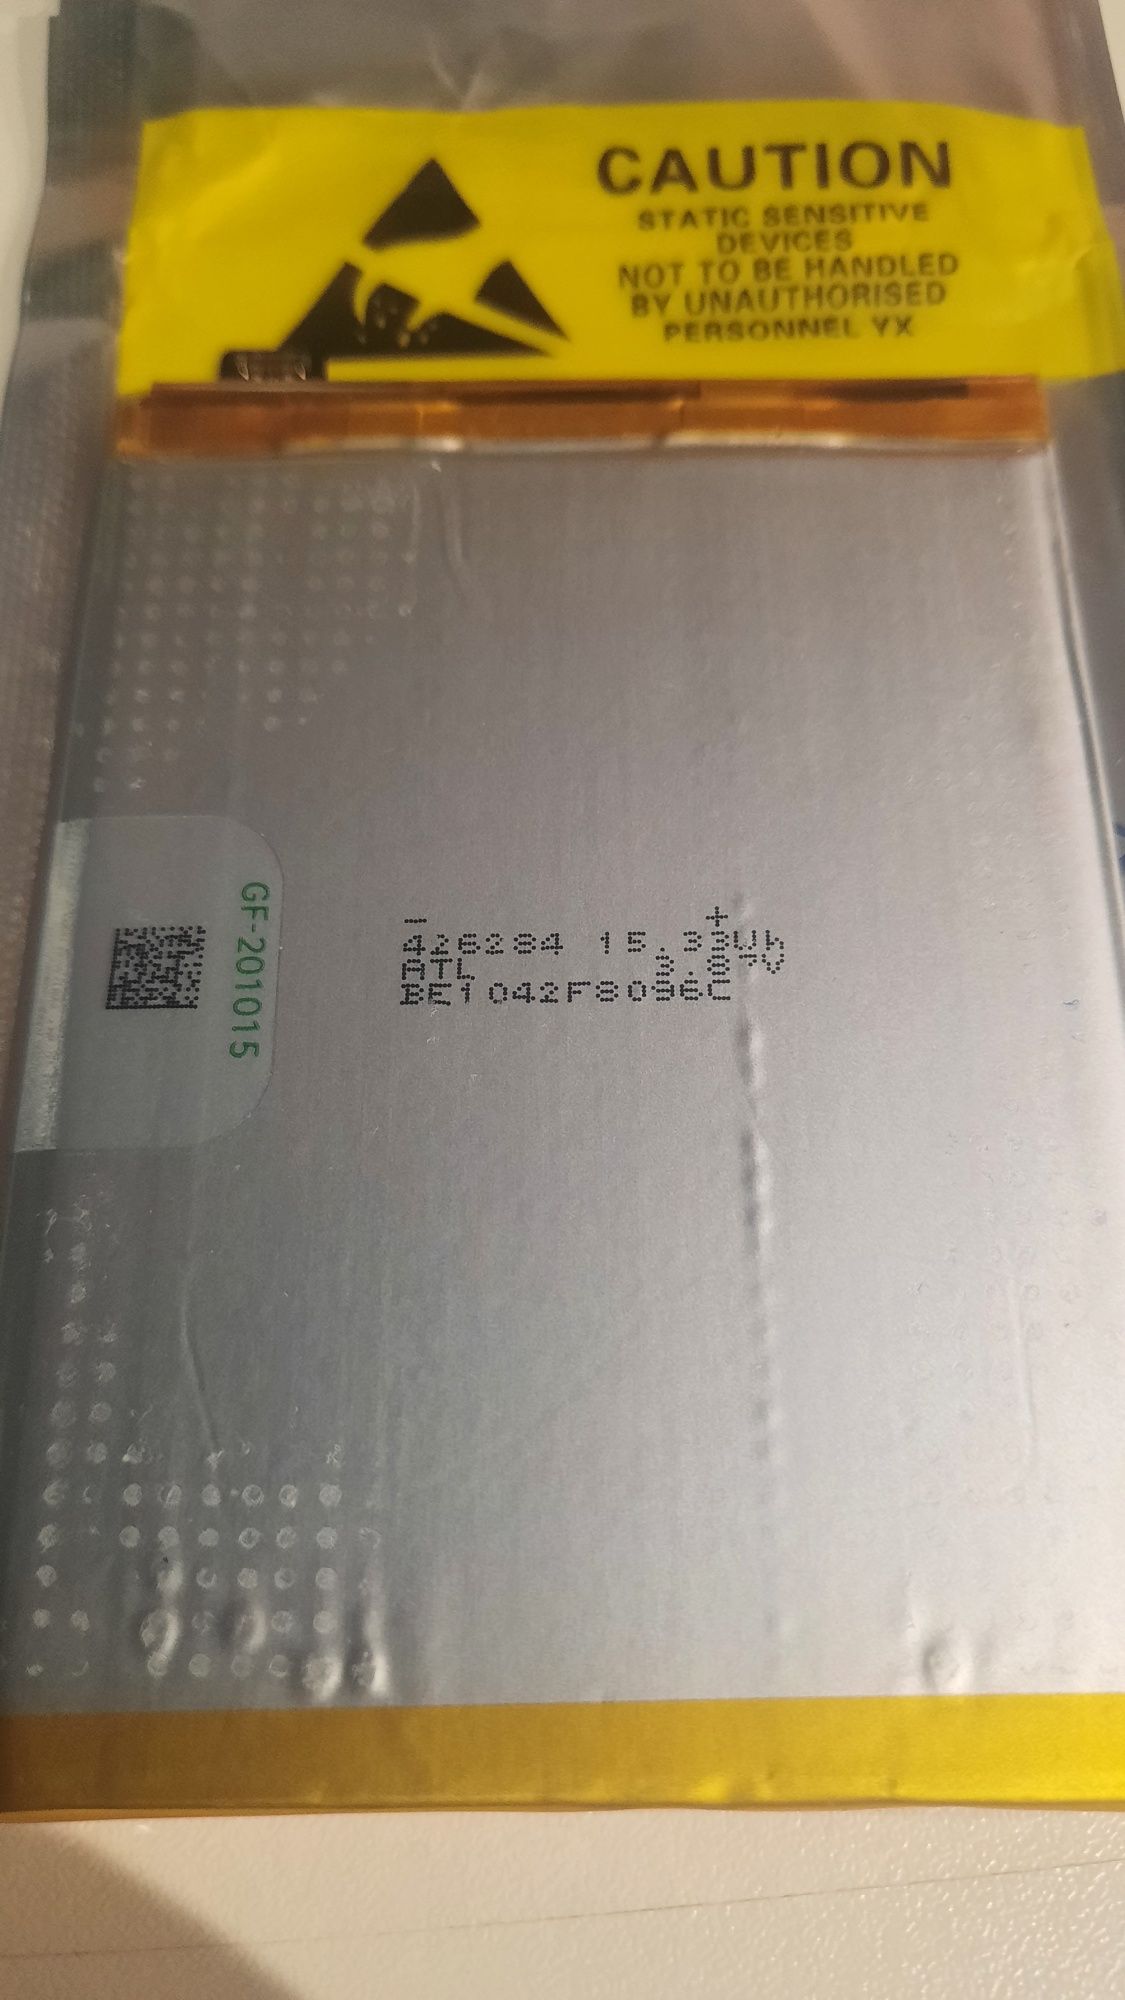 CAUTION
STATIC SENSITIVE
DEVICES
NOT TO BE HANDLED
BY UNAUTHORISED
PERSONNEL YX
GF-201015
- +
426284 15.33Wh
ATL 3.87V
BE1042F8096C